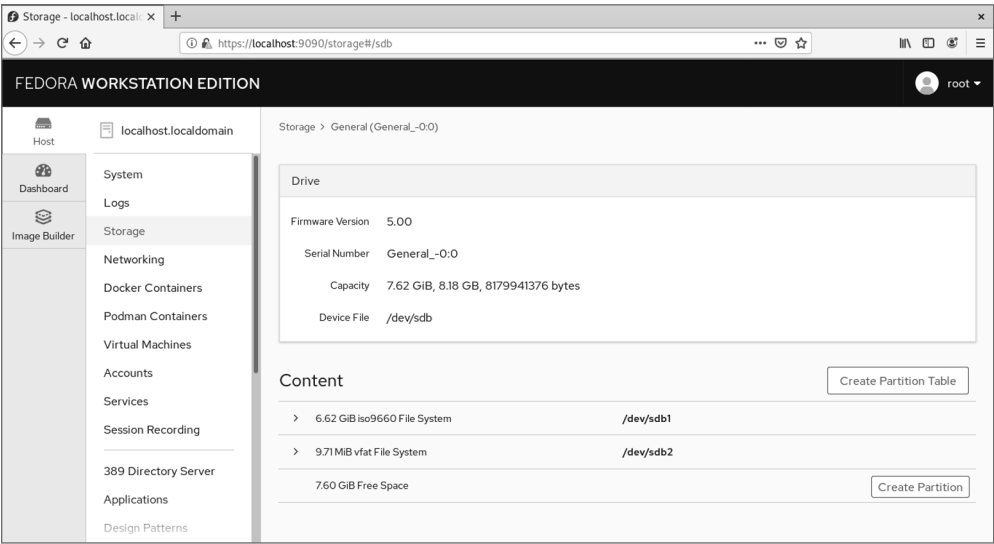 Storage - localhost.locald
https://localhost:9090/storage#/sdb
FEDORA WORKSTATION EDITION
root
Host
Dashboard
Image Builder
localhost.localdomain
System
Logs
Storage
Networking
Docker Containers
Podman Containers
Virtual Machines
Accounts
Services
Session Recording
389 Directory Server
Applications
Design Patterns
Storage > General (General_-0:0)
Drive
Firmware Version 5.00
Serial Number General_-0:0
Capacity 7.62 GiB, 8.18 GB, 8179941376 bytes
Device File /dev/sdb
Content Create Partition Table
> 6.62 GiB iso9660 File System /dev/sdb1
> 9.71 MiB vfat File System /dev/sdb2
7.60 GiB Free Space Create Partition